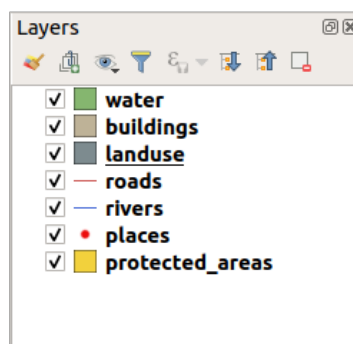 Layers
water
buildings
landuse
roads
rivers
places
protected_areas